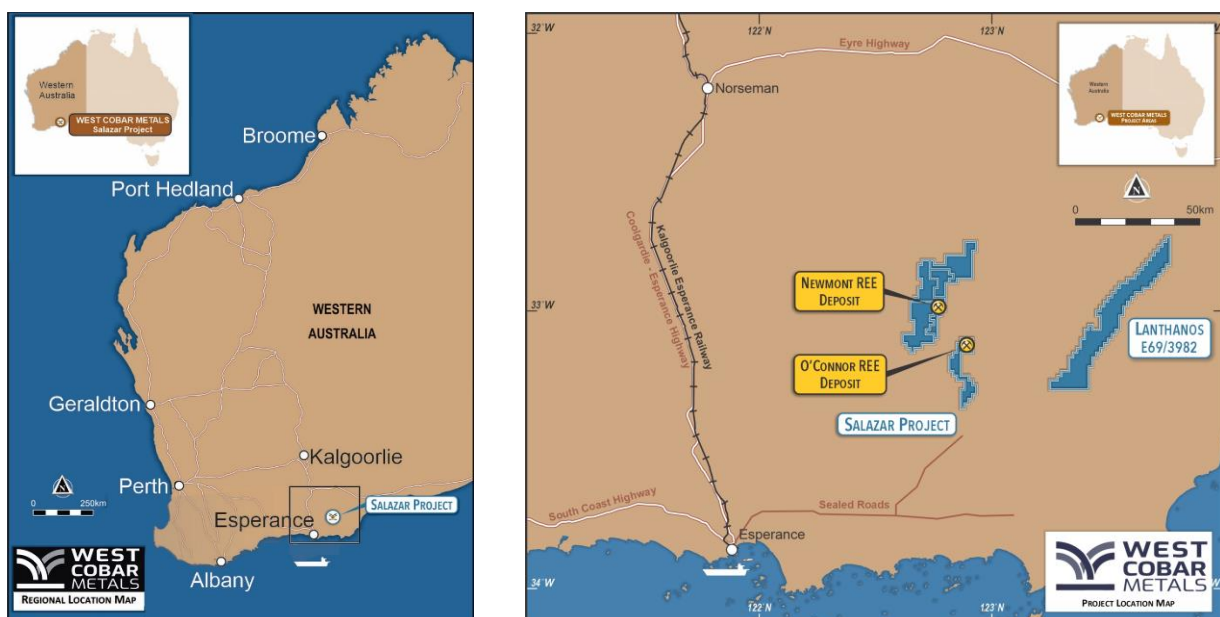 Western
Australia
WEST COBAR METALS
Salazar Project
Broome
Port Hedland
WESTERN
AUSTRALIA
Geraldton
Kalgoorlie
Perth
N
0 250km
SALAZAR PROJECT
Esperance
Albany
WEST
COBAR
METALS
REGIONAL LOCATION MAP
32°W
122°N
123°N
Eyre Highway
Norseman
Western
Australia
WEST COBAR METALS
PROJECT AREAS
N
0 50km
Coolgardie - Esperance Highway
Kalgoorlie Esperance Railway
NEWMONT REE
DEPOSIT
33°W
O'CONNOR REE
DEPOSIT
LANTHANOS
E69/3982
SALAZAR PROJECT
South Coast Highway
Sealed Roads
Esperance
34°W
122°N
123°N
WEST
COBAR
METALS
PROJECT LOCATION MAP